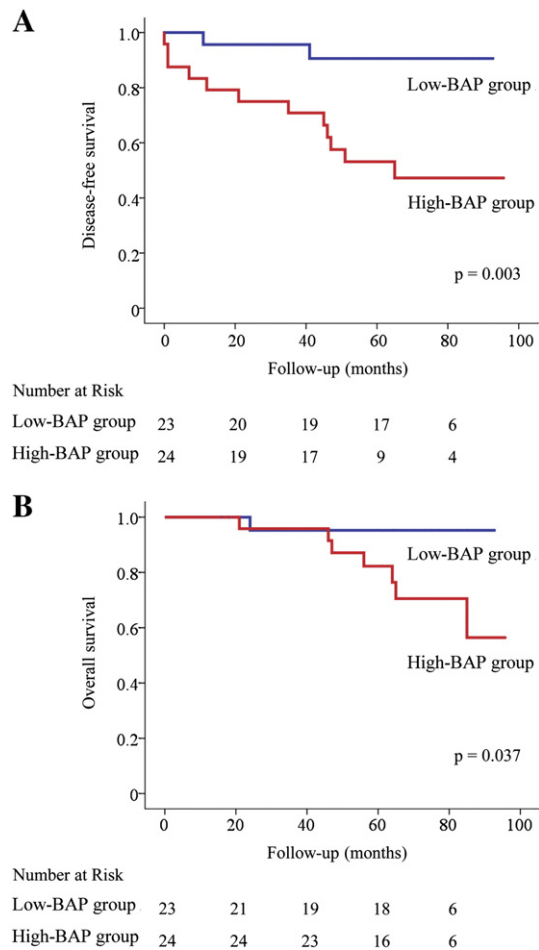 A
1.0
0.8
0.6
0.4
0.2
0
Disease-free survival
Low-BAP group
High-BAP group
p = 0.003
0 20 40 60 80 100
Follow-up (months)
Number at Risk
Low-BAP group 23 20 19 17 6
High-BAP group 24 19 17 9 4
B
1.0
0.8
0.6
0.4
0.2
0
Overall survival
Low-BAP group
High-BAP group
p = 0.037
0 20 40 60 80 100
Follow-up (months)
Number at Risk
Low-BAP group 23 21 19 18 6
High-BAP group 24 24 23 16 6